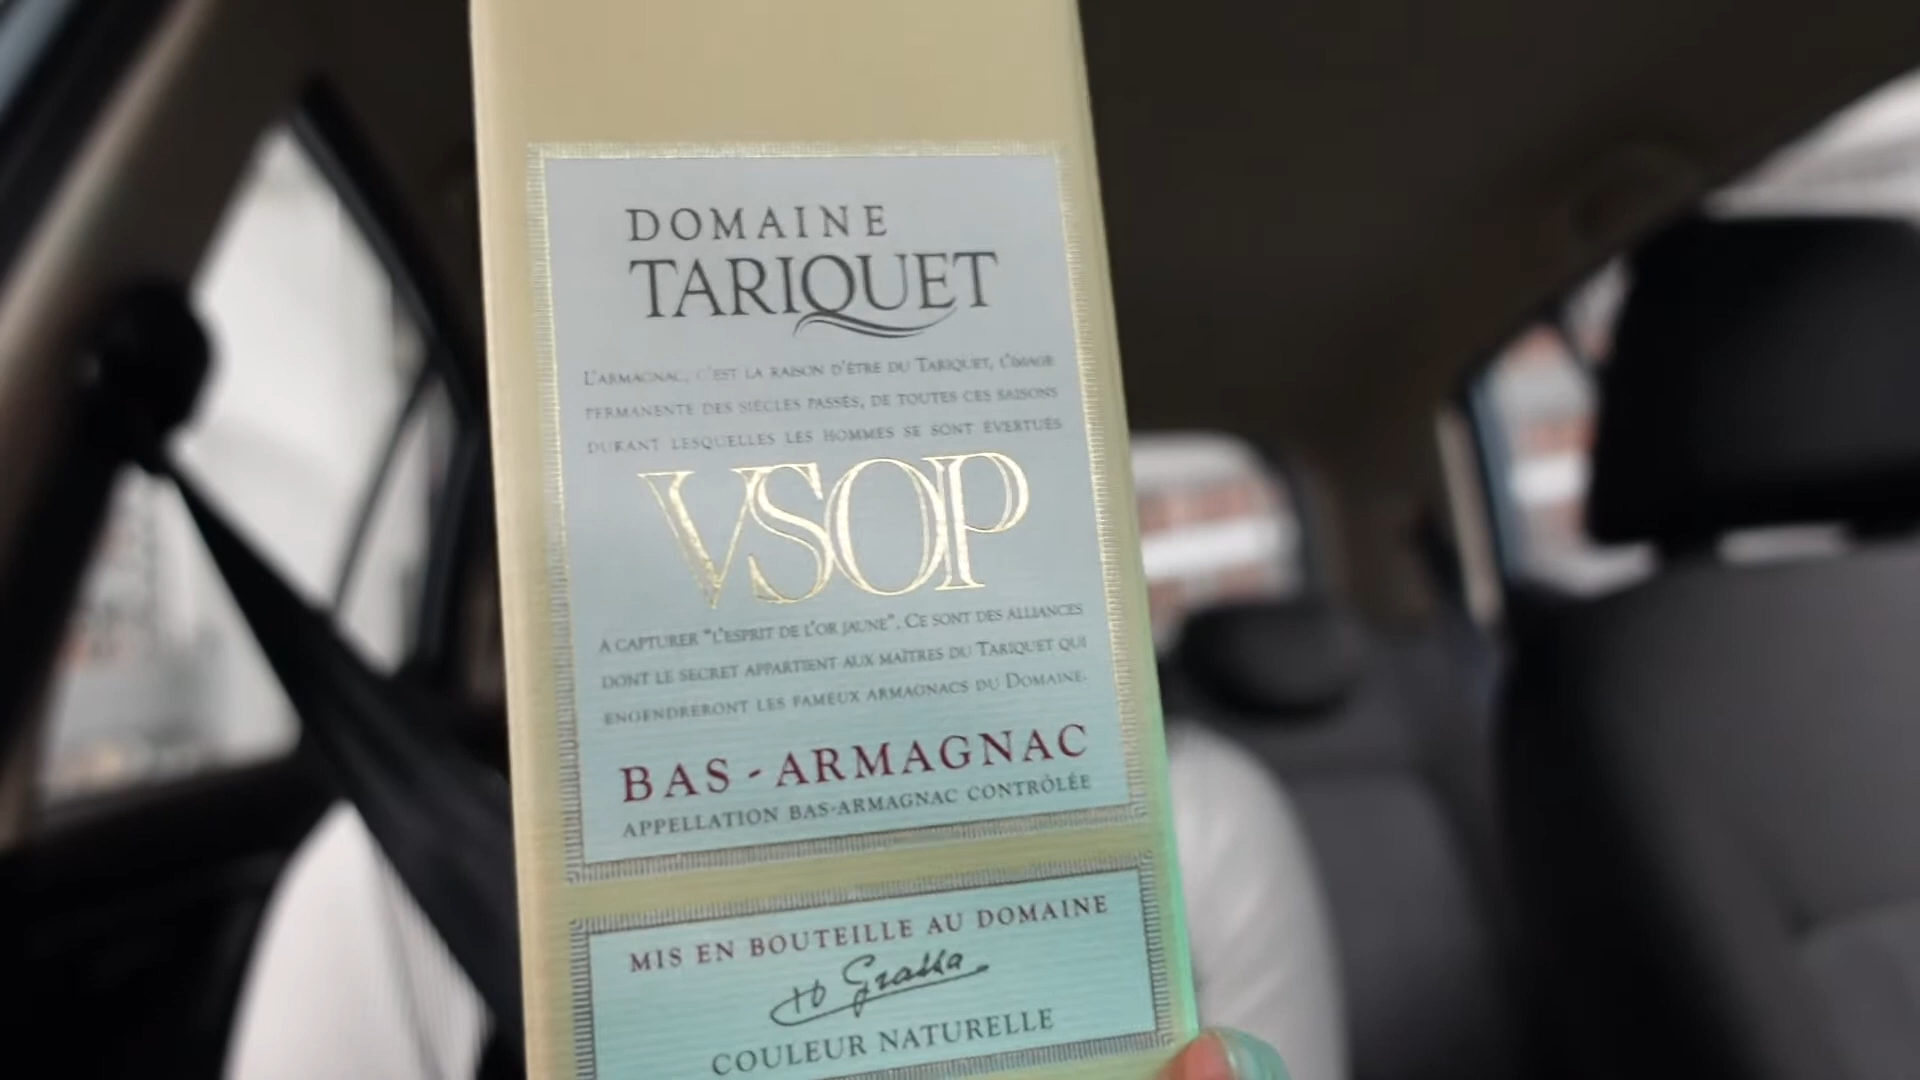 DOMAINE
TARIQUET
L'ARMAGNAC, C'EST LA RAISON D'ÊTRE DU TARIQUET, L'IMAGE
PERMANENTE DES SIÈCLES PASSÉS, DE TOUTES CES SAISONS
DURANT LESQUELLES LES HOMMES SE SONT ÉVERTUÉS
VSOP
À CAPTURER "L'ESPRIT DE L'OR JAUNE". CE SONT DES ALLIANCES
DONT LE SECRET APPARTIENT AUX MAÎTRES DU TARIQUET QUI
ENGENDRERONT LES FAMEUX ARMAGNACS DU DOMAINE.
BAS-ARMAGNAC
APPELLATION BAS-ARMAGNAC CONTRÔLÉE
MIS EN BOUTEILLE AU DOMAINE
Grassa
COULEUR NATURELLE